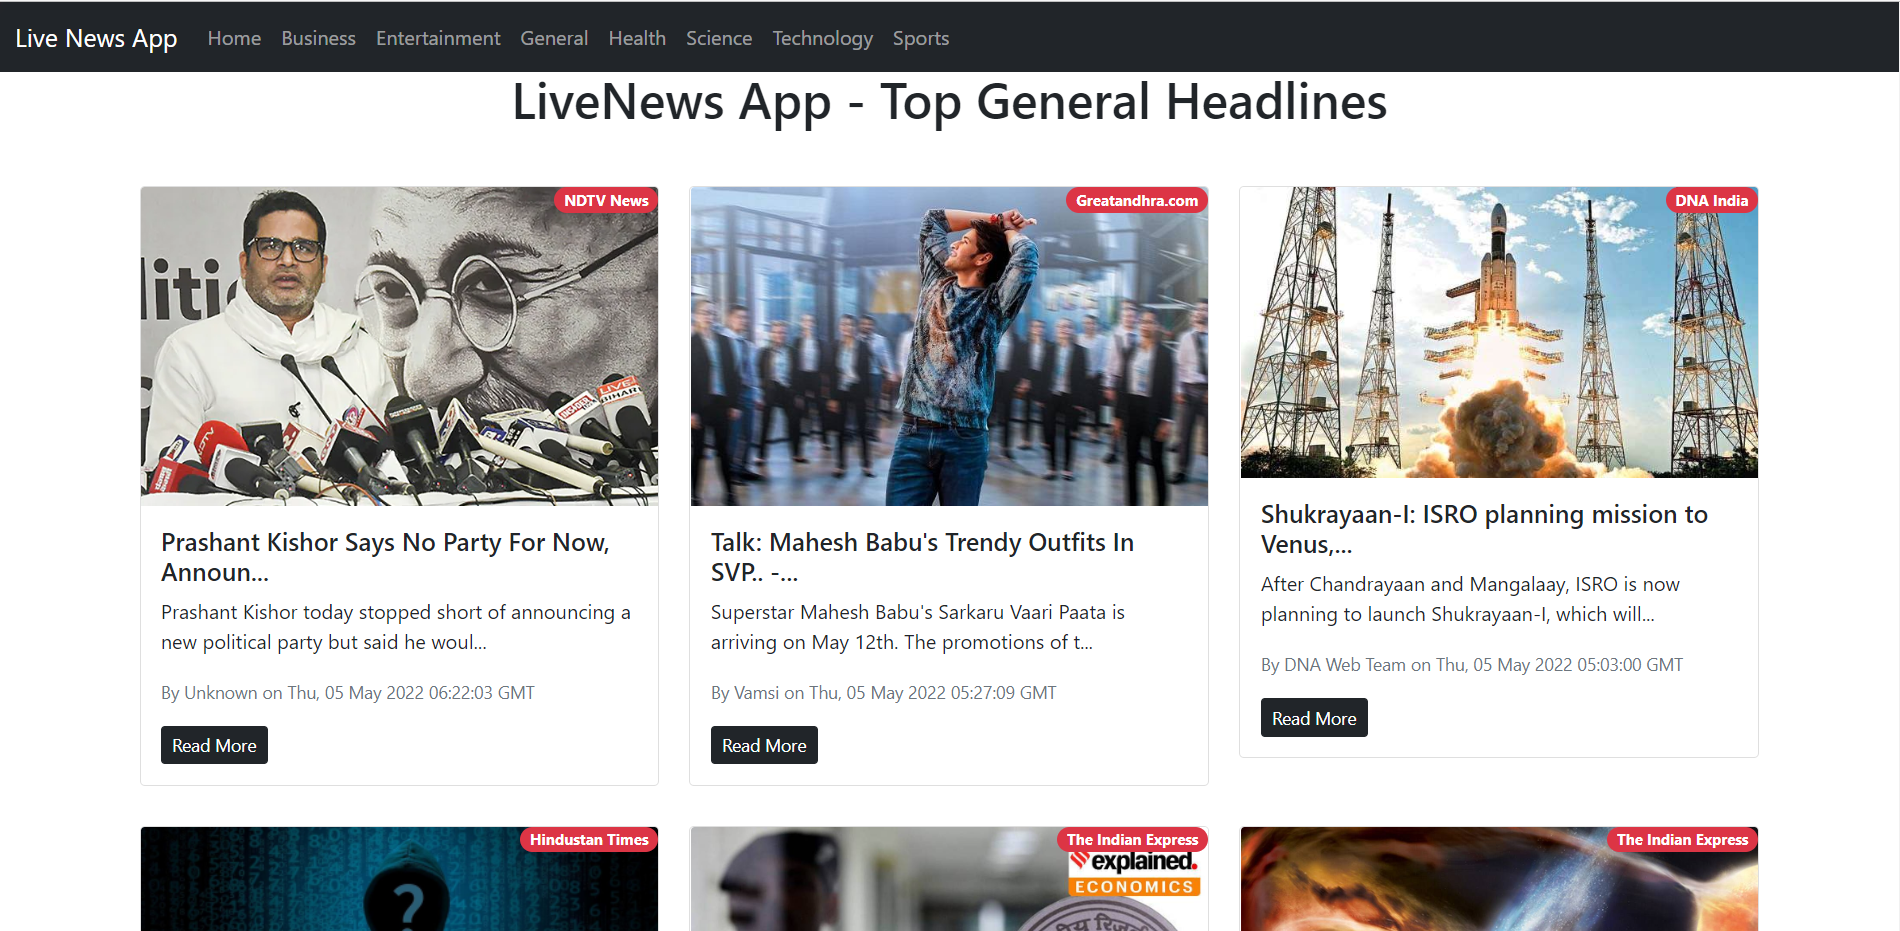 Live News App Home Business Entertainment General Health Science Technology Sports
LiveNews App - Top General Headlines
NDTV News
liti
LIVE
BIHAR
NDTV
Prashant Kishor Says No Party For Now,
Announ...
Prashant Kishor today stopped short of announcing a
new political party but said he woul...
By Unknown on Thu, 05 May 2022 06:22:03 GMT
Read More
Greatandhra.com
Talk: Mahesh Babu's Trendy Outfits In
SVP.. -...
Superstar Mahesh Babu's Sarkaru Vaari Paata is
arriving on May 12th. The promotions of t...
By Vamsi on Thu, 05 May 2022 05:27:09 GMT
Read More
DNA India
Shukrayaan-I: ISRO planning mission to
Venus,...
After Chandrayaan and Mangalaay, ISRO is now
planning to launch Shukrayaan-I, which will...
By DNA Web Team on Thu, 05 May 2022 05:03:00 GMT
Read More
Hindustan Times
?
The Indian Express
explained.
ECONOMICS
The Indian Express